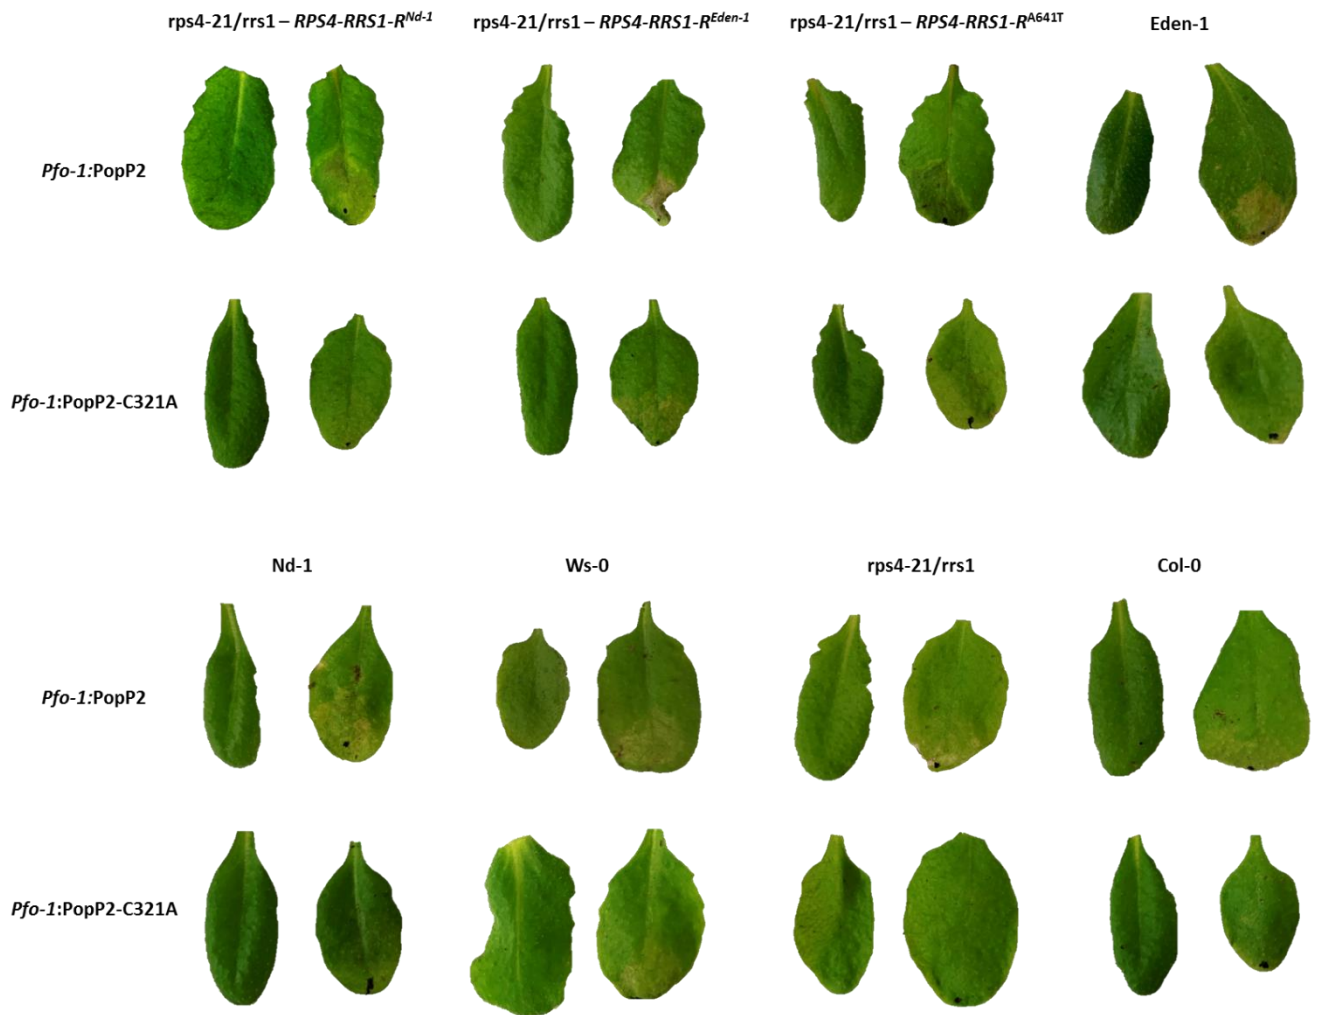 rps4-21/rrs1 – RPS4-RRS1-R^Nd-1 rps4-21/rrs1 – RPS4-RRS1-R^Eden-1 rps4-21/rrs1 – RPS4-RRS1-R^A641T Eden-1
Pfo-1:PopP2
Pfo-1:PopP2-C321A
Nd-1 Ws-0 rps4-21/rrs1 Col-0
Pfo-1:PopP2
Pfo-1:PopP2-C321A